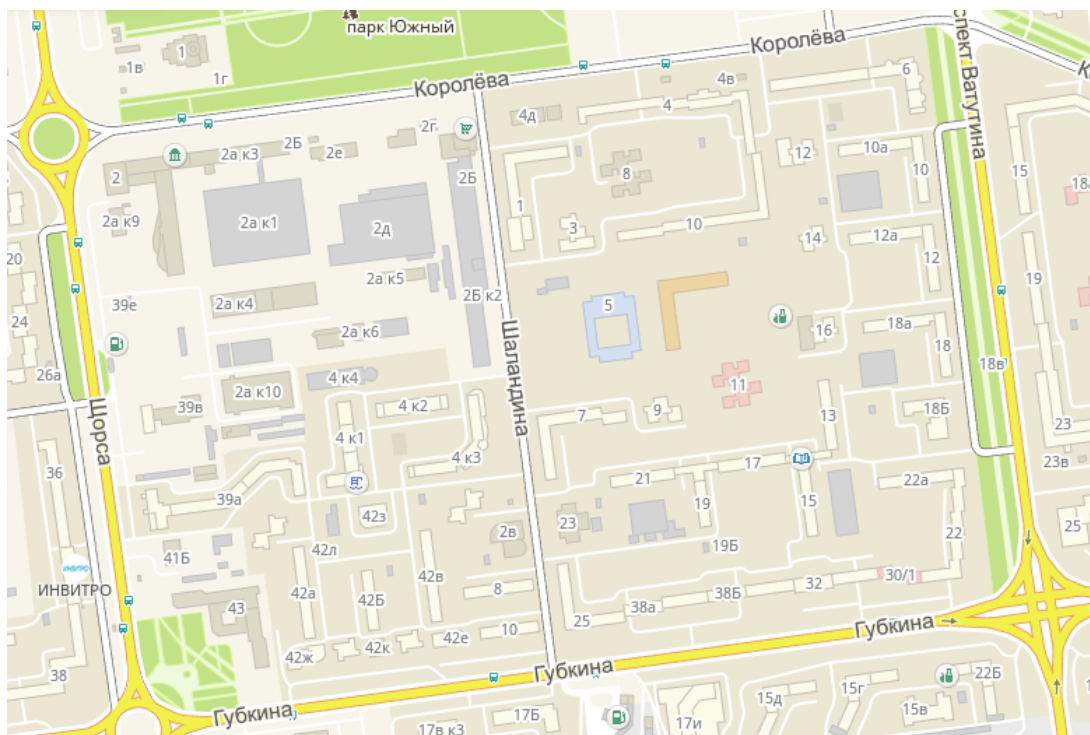 парк Южный
1
1в
1г
Королёва
Королёва
спект Ватутина
К
4в
6
4
4д
2г
2Б
2е
2а к3
2
2Б
12
10а
10
15
18а
8
1
2а к9
2а к1
2д
3
10
14
12а
12
19
20
2а к5
39е
2а к4
2Б к2
5
24
2а к6
Шаландина
16
18а
18
18в
26а
4 к4
11
2а к10
39в
4 к2
Щорса
7
9
13
18Б
23
4 к1
4 к3
23в
36
39а
21
17
22а
19
15
42з
2в
23
22
25
41Б
42л
19Б
ИНВИТРО
42в
42а
42Б
8
30/1
32
38Б
38а
25
43
10
42е
42к
42ж
Губкина
Губкина
Губкина
38
22Б
15г
15д
15в
17Б
17в к3
17и